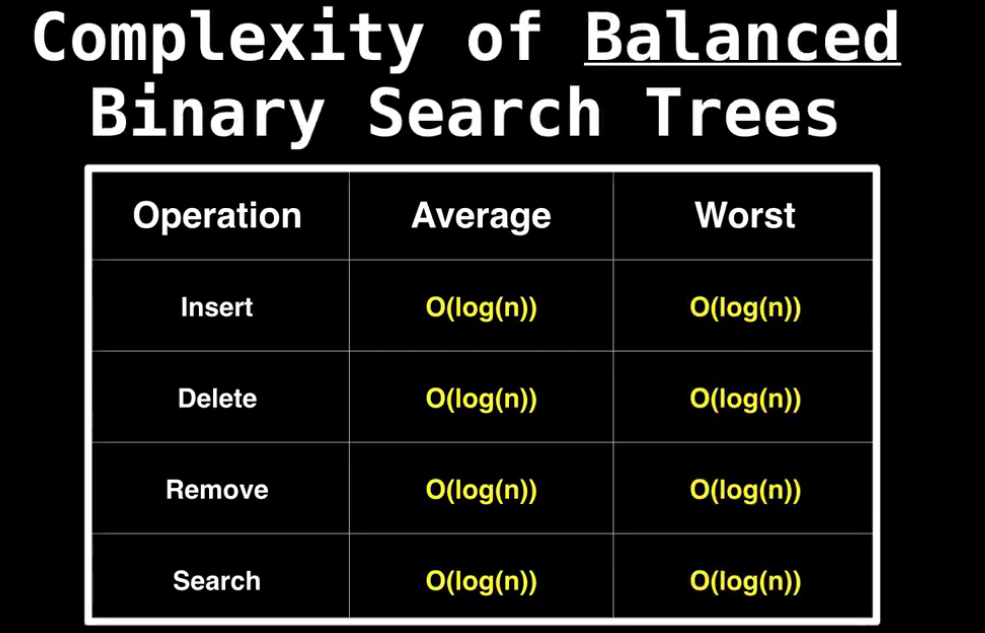 Complexity of Balanced
Binary Search Trees
Operation Average Worst
Insert O(log(n)) O(log(n))
Delete O(log(n)) O(log(n))
Remove O(log(n)) O(log(n))
Search O(log(n)) O(log(n))